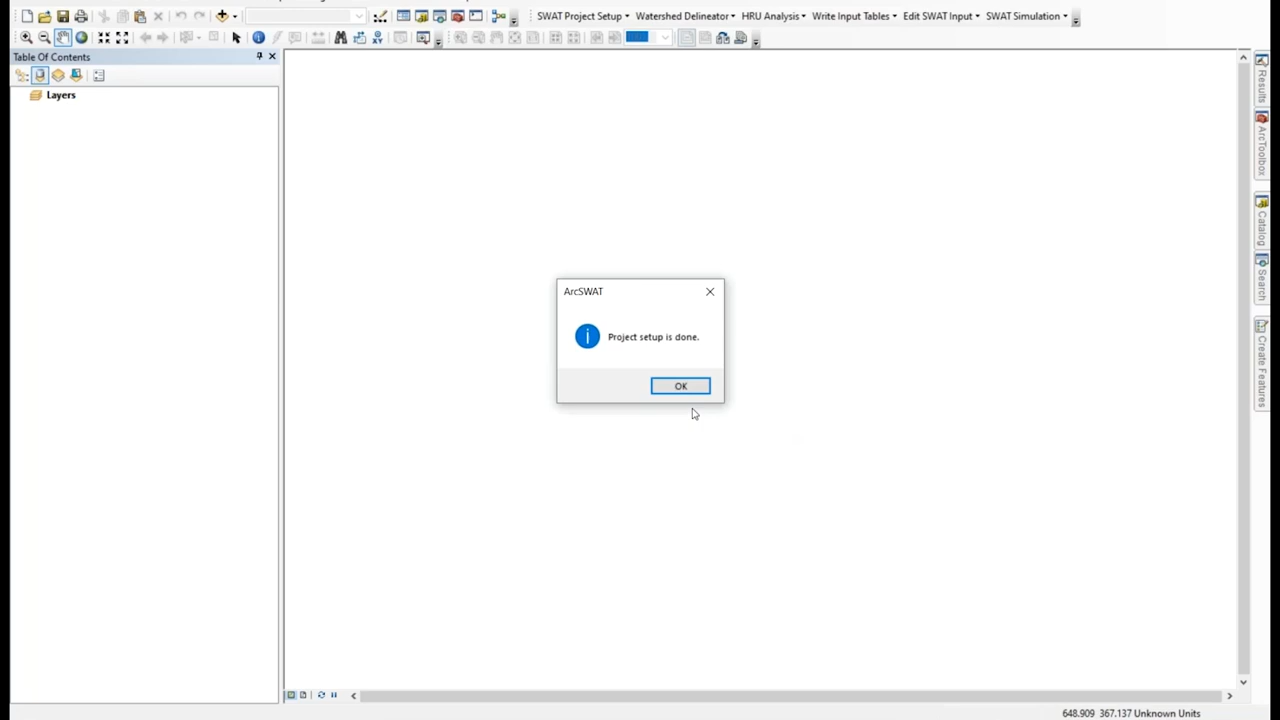 SWAT Project Setup Watershed Delineator HRU Analysis Write Input Tables Edit SWAT Input SWAT Simulation
Table Of Contents
Layers
ArcSWAT
Project setup is done.
OK
Results
ArcToolbox
Catalog
Search
Create Features
648.909 367.137 Unknown Units